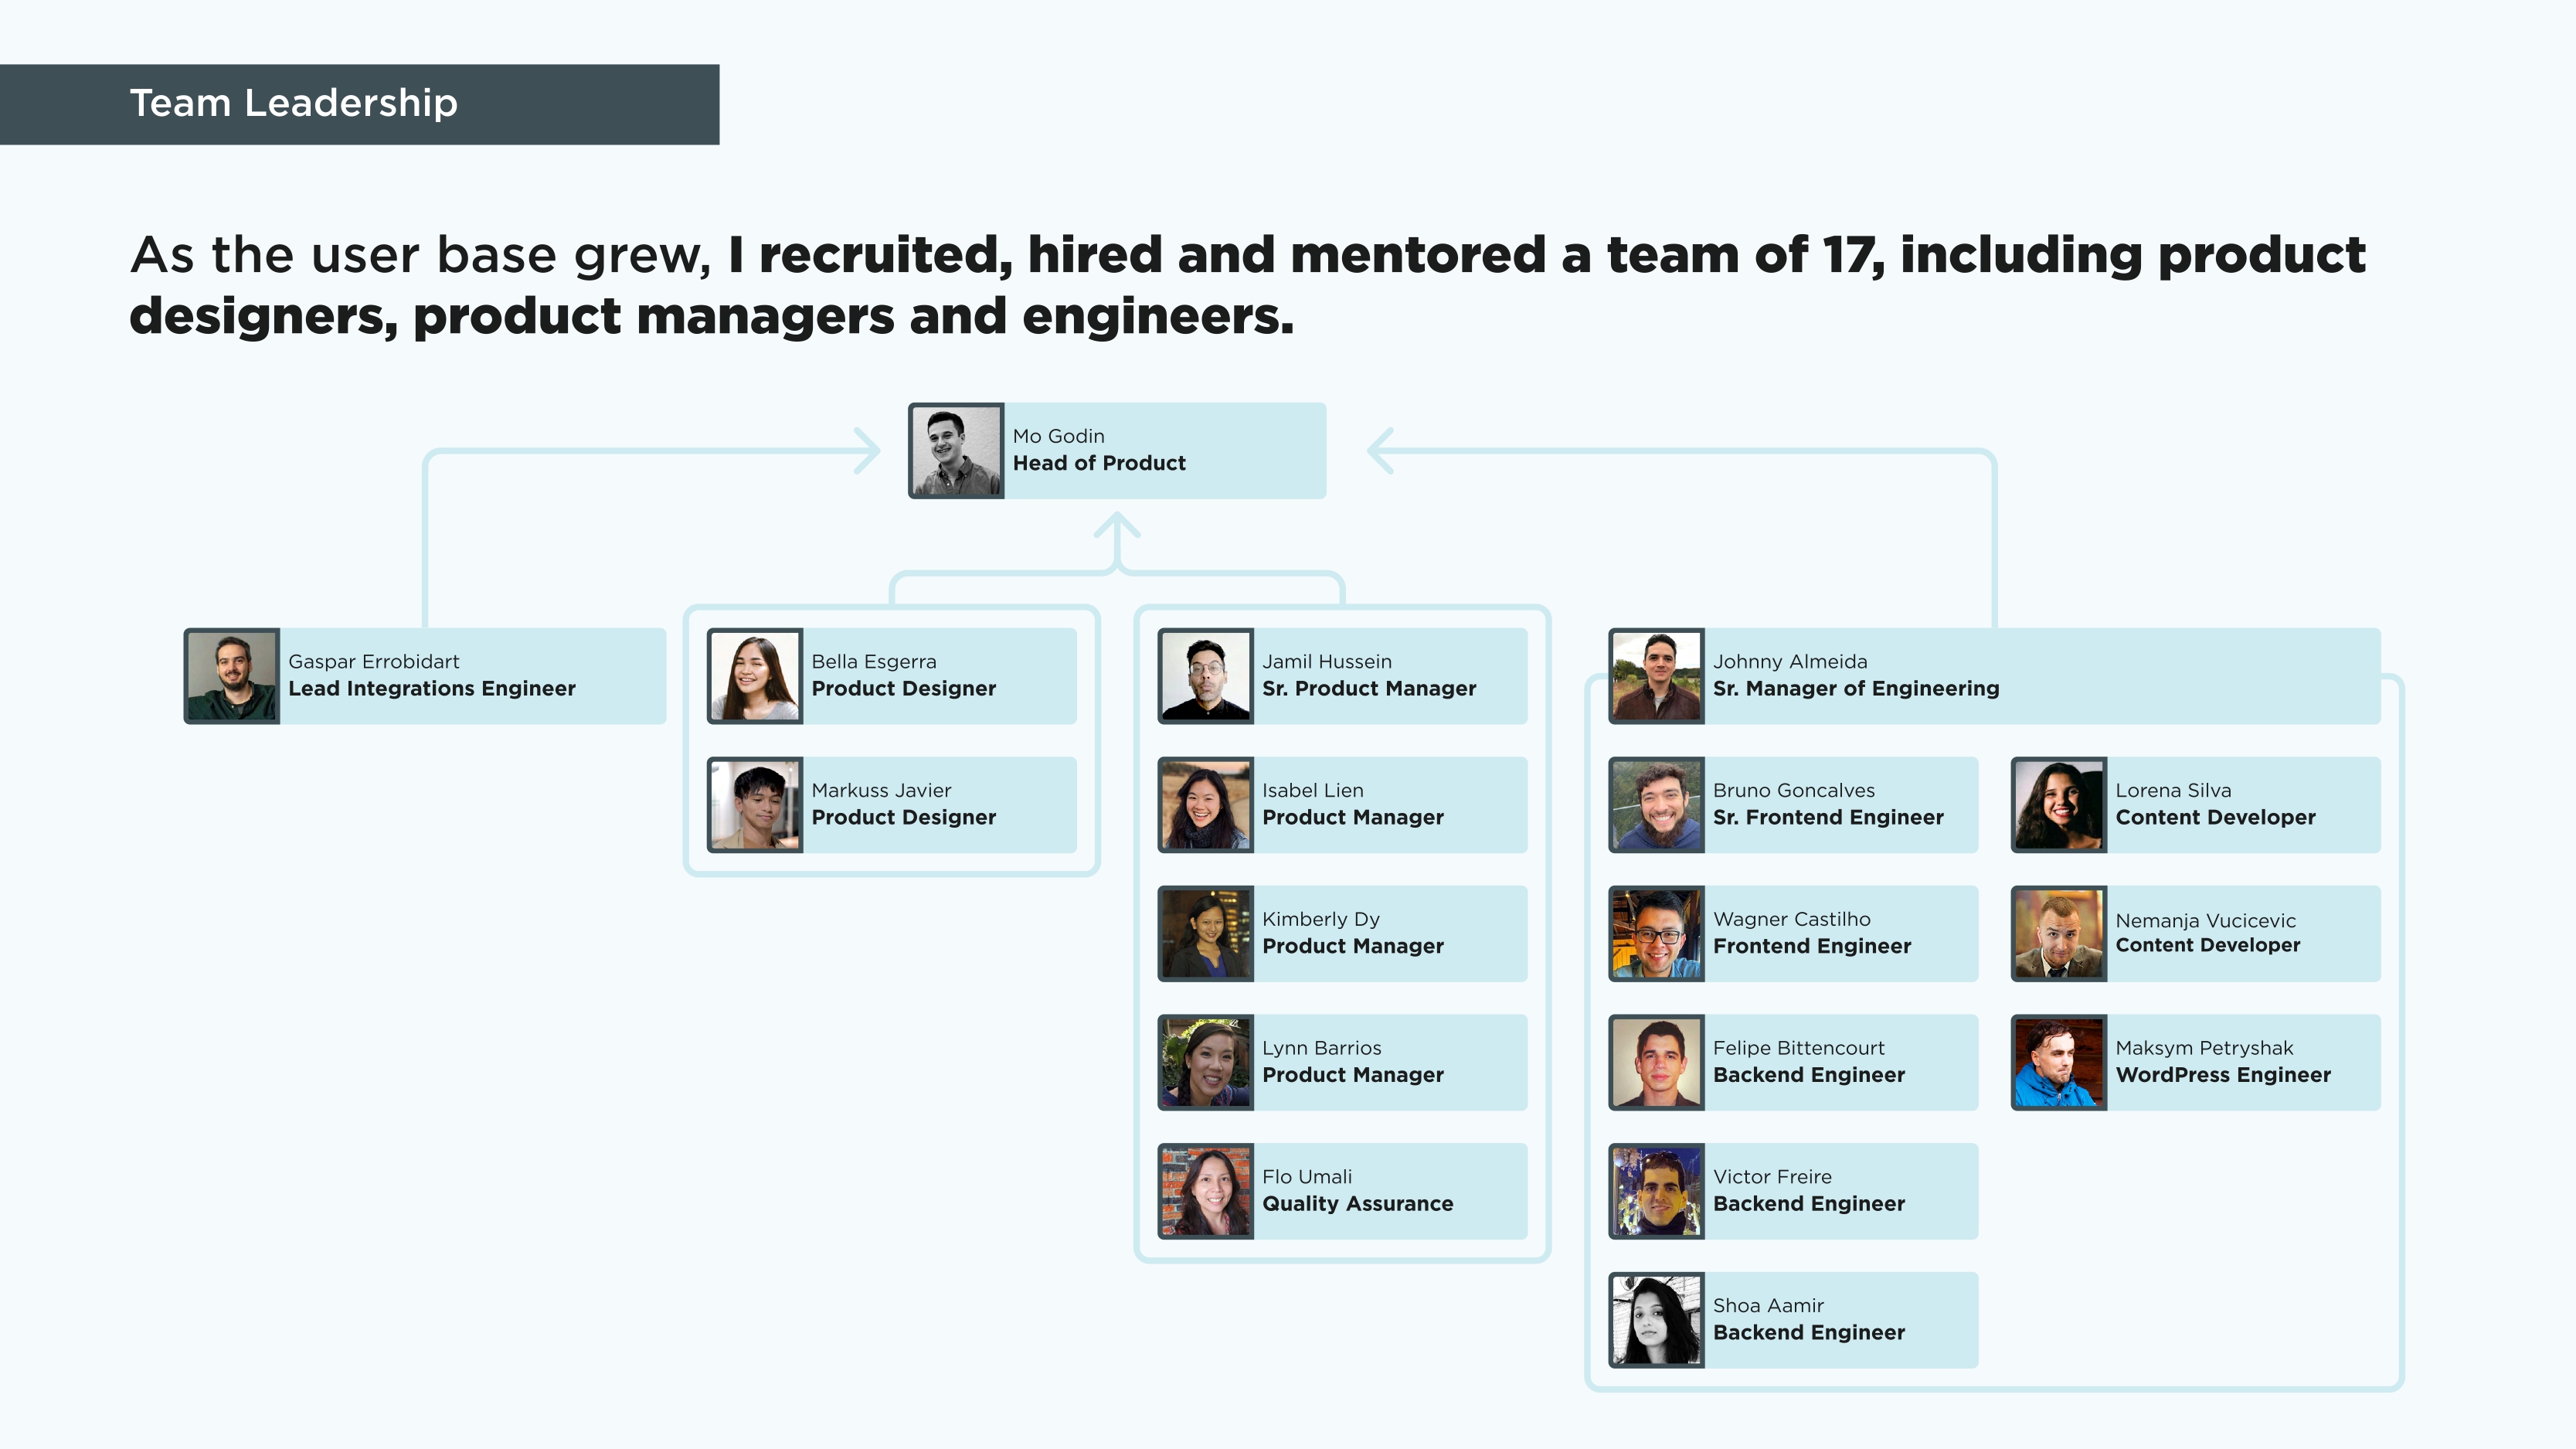 Team Leadership
As the user base grew, I recruited, hired and mentored a team of 17, including product
designers, product managers and engineers.
Mo Godin
Head of Product
Gaspar Errobidart
Lead Integrations Engineer
Bella Esgerra
Product Designer
Markuss Javier
Product Designer
Jamil Hussein
Sr. Product Manager
Isabel Lien
Product Manager
Kimberly Dy
Product Manager
Lynn Barrios
Product Manager
Flo Umali
Quality Assurance
Johnny Almeida
Sr. Manager of Engineering
Bruno Goncalves
Sr. Frontend Engineer
Wagner Castilho
Frontend Engineer
Felipe Bittencourt
Backend Engineer
Victor Freire
Backend Engineer
Shoa Aamir
Backend Engineer
Lorena Silva
Content Developer
Nemanja Vucicevic
Content Developer
Maksym Petryshak
WordPress Engineer